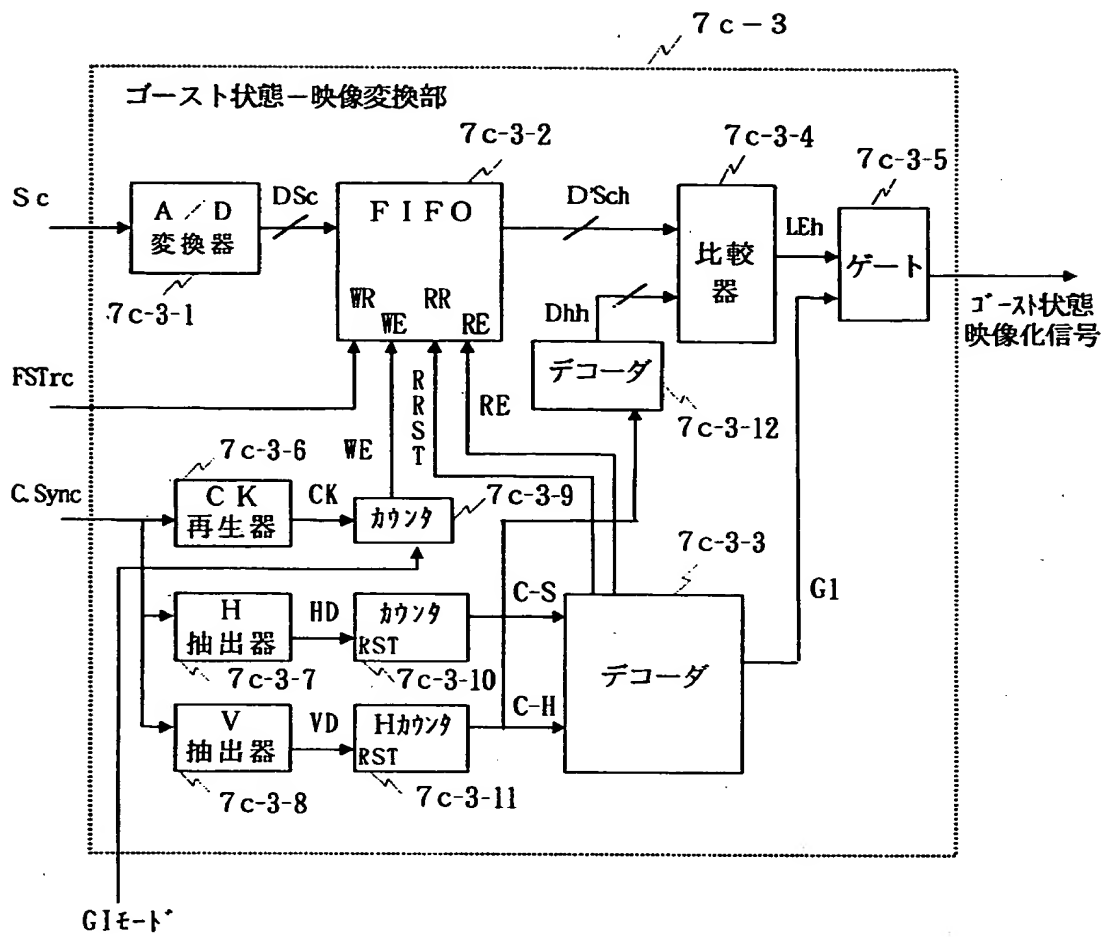 7c-3
ゴースト状態-映像変換部
7c-3-2
7c-3-4
7c-3-5
Sc
A/D
変換器
7c-3-1
DSc
FIFO
WR
WE
RR
RE
D'Sch
比較
器
LEh
ゲート
ｺﾞｰｽﾄ状態
映像化信号
Dhh
デコーダ
7c-3-12
FSTrc
WE
RRST
RE
7c-3-6
C.Sync
CK
再生器
CK
ｶｳﾝﾀ
7c-3-9
7c-3-3
H
抽出器
7c-3-7
HD
ｶｳﾝﾀ
RST
7c-3-10
C-S
デコーダ
G1
V
抽出器
7c-3-8
VD
Hｶｳﾝﾀ
RST
7c-3-11
C-H
GIﾓｰﾄﾞ